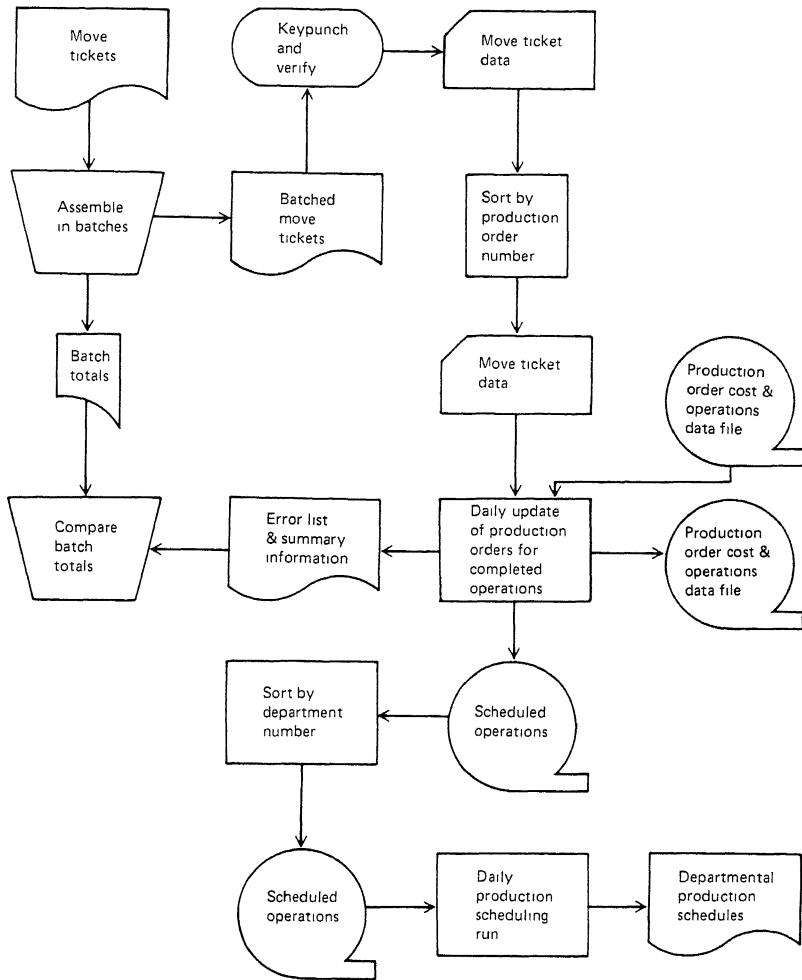 Move
tickets
Keypunch
and
verify
Move ticket
data
Assemble
in batches
Batched
move
tickets
Sort by
production
order
number
Batch
totals
Move ticket
data
Production
order cost &
operations
data file
Compare
batch
totals
Error list
& summary
information
Daily update
of production
orders for
completed
operations
Production
order cost &
operations
data file
Sort by
department
number
Scheduled
operations
Scheduled
operations
Daily
production
scheduling
run
Departmental
production
schedules